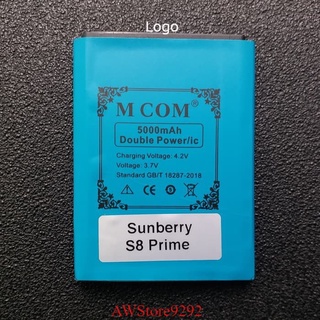 Logo
M COM®
5000mAh
Double Power/ic
Charging Voltage: 4.2V
Voltage: 3.7V
Standard GB/T 18287-2018
Sunberry
S8 Prime
AWStore9292